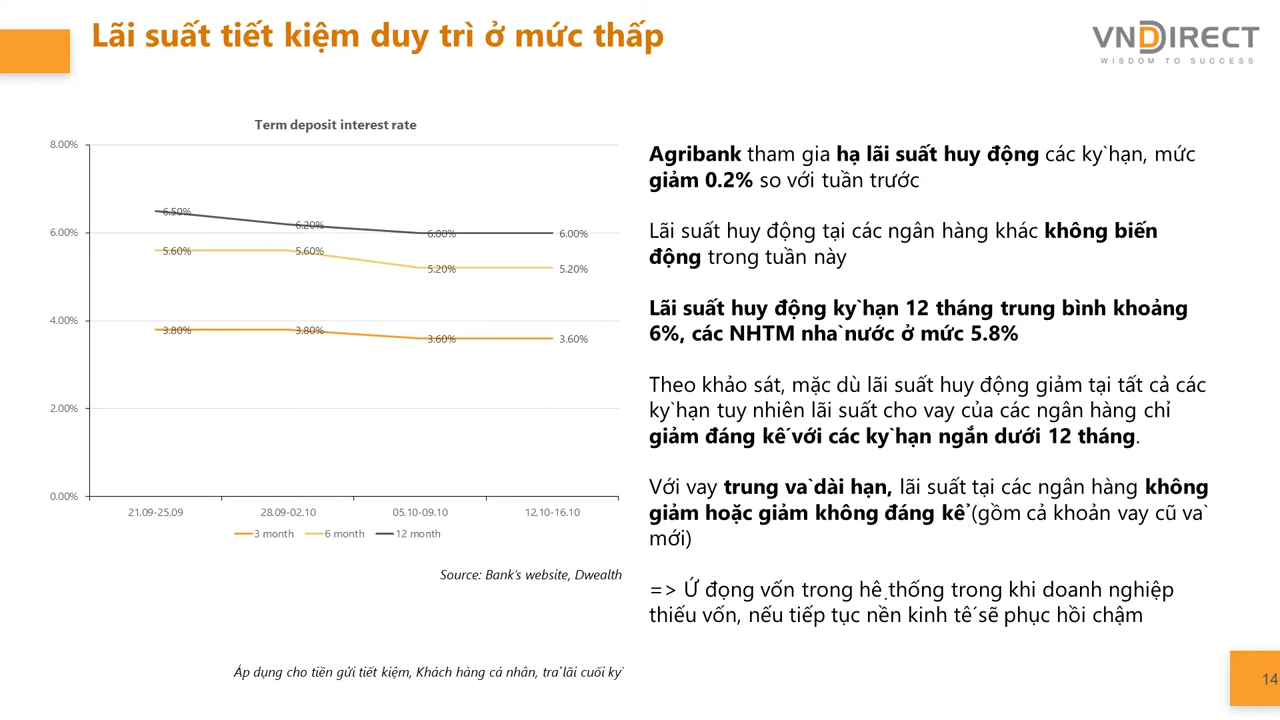 Lãi suất tiết kiệm duy trì ở mức thấp
VNDIRECT
WISDOM TO SUCCESS
Term deposit interest rate
8.00%
6.00%
4.00%
2.00%
0.00%
6.50%
6.20%
6.00%
6.00%
5.60%
5.60%
5.20%
5.20%
3.80%
3.80%
3.60%
3.60%
21.09-25.09
28.09-02.10
05.10-09.10
12.10-16.10
3 month
6 month
12 month
Source: Bank's website, Dwealth
Áp dụng cho tiền gửi tiết kiệm, Khách hàng cá nhân, trả lãi cuối kỳ
Agribank tham gia hạ lãi suất huy động các kỳ hạn, mức
giảm 0.2% so với tuần trước
Lãi suất huy động tại các ngân hàng khác không biến
động trong tuần này
Lãi suất huy động kỳ hạn 12 tháng trung bình khoảng
6%, các NHTM nhà nước ở mức 5.8%
Theo khảo sát, mặc dù lãi suất huy động giảm tại tất cả các
kỳ hạn tuy nhiên lãi suất cho vay của các ngân hàng chỉ
giảm đáng kể với các kỳ hạn ngắn dưới 12 tháng.
Với vay trung và dài hạn, lãi suất tại các ngân hàng không
giảm hoặc giảm không đáng kể (gồm cả khoản vay cũ và
mới)
=> Ứ đọng vốn trong hệ thống trong khi doanh nghiệp
thiếu vốn, nếu tiếp tục nền kinh tế sẽ phục hồi chậm
14